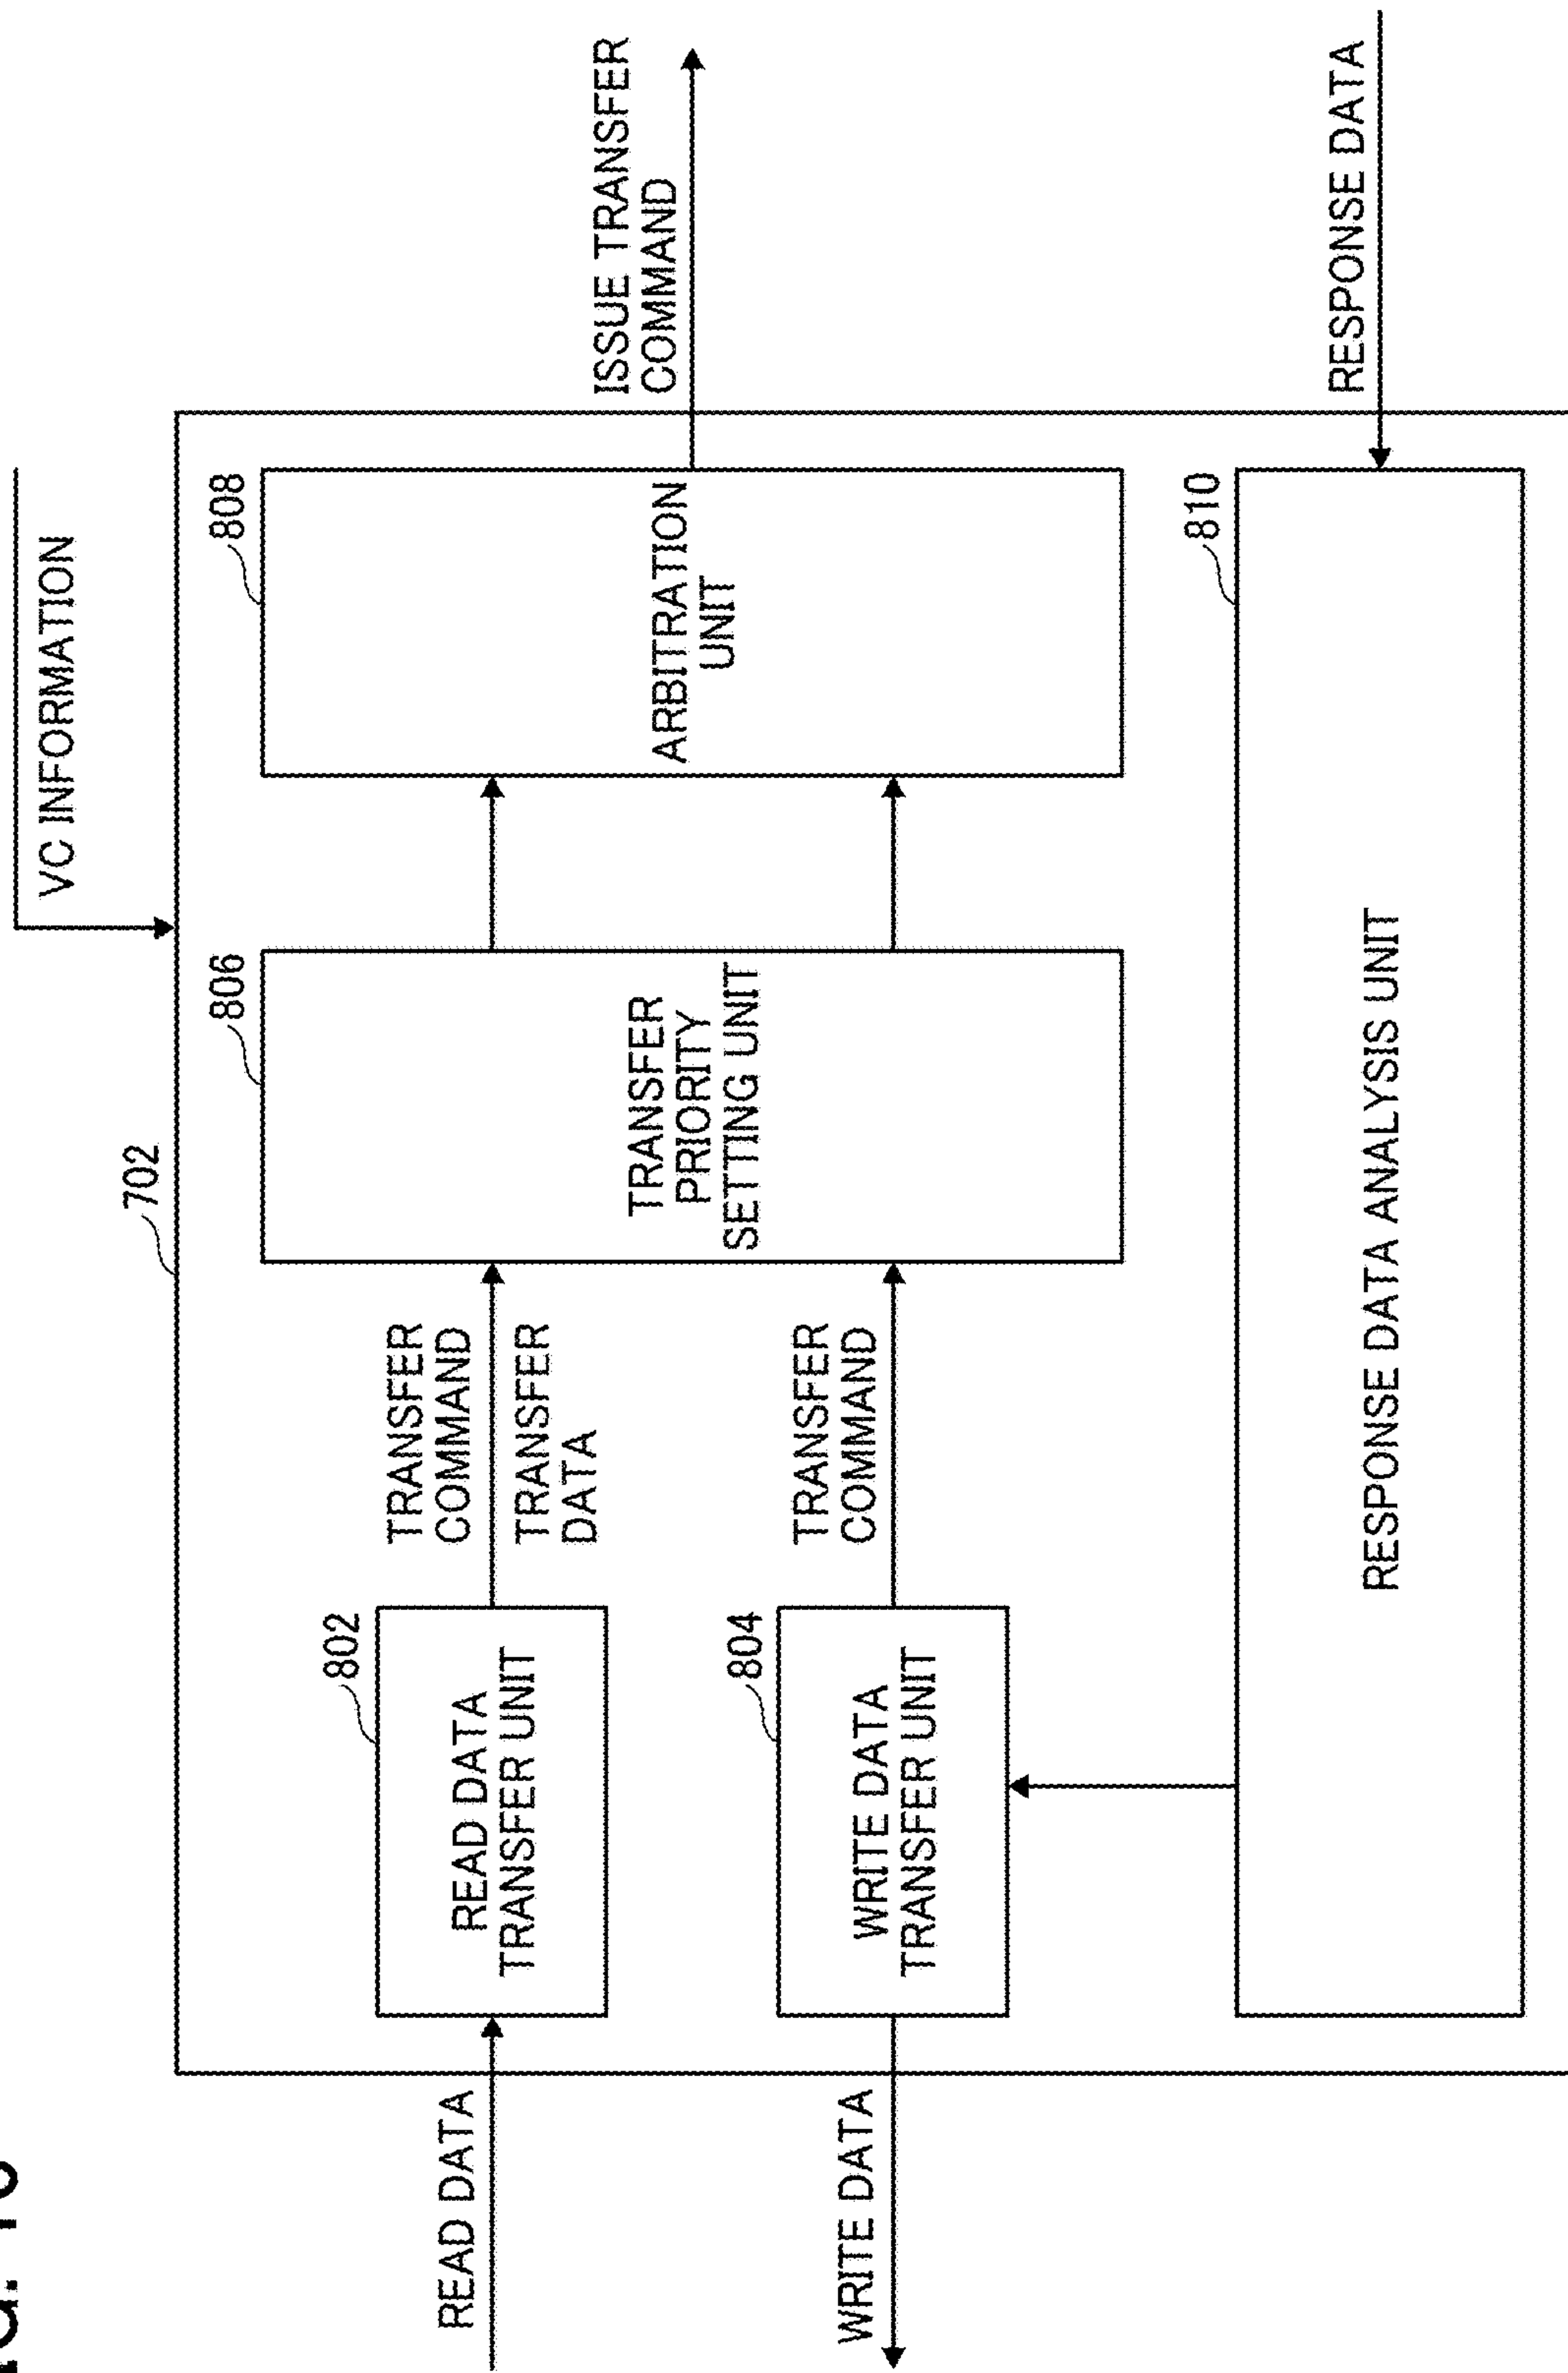 VC INFORMATION
702
802
READ DATA
READ DATA
TRANSFER UNIT
TRANSFER
COMMAND
TRANSFER
DATA
806
TRANSFER
PRIORITY
SETTING UNIT
808
ARBITRATION
UNIT
ISSUE TRANSFER
COMMAND
WRITE DATA
804
WRITE DATA
TRANSFER UNIT
TRANSFER
COMMAND
810
RESPONSE DATA ANALYSIS UNIT
RESPONSE DATA